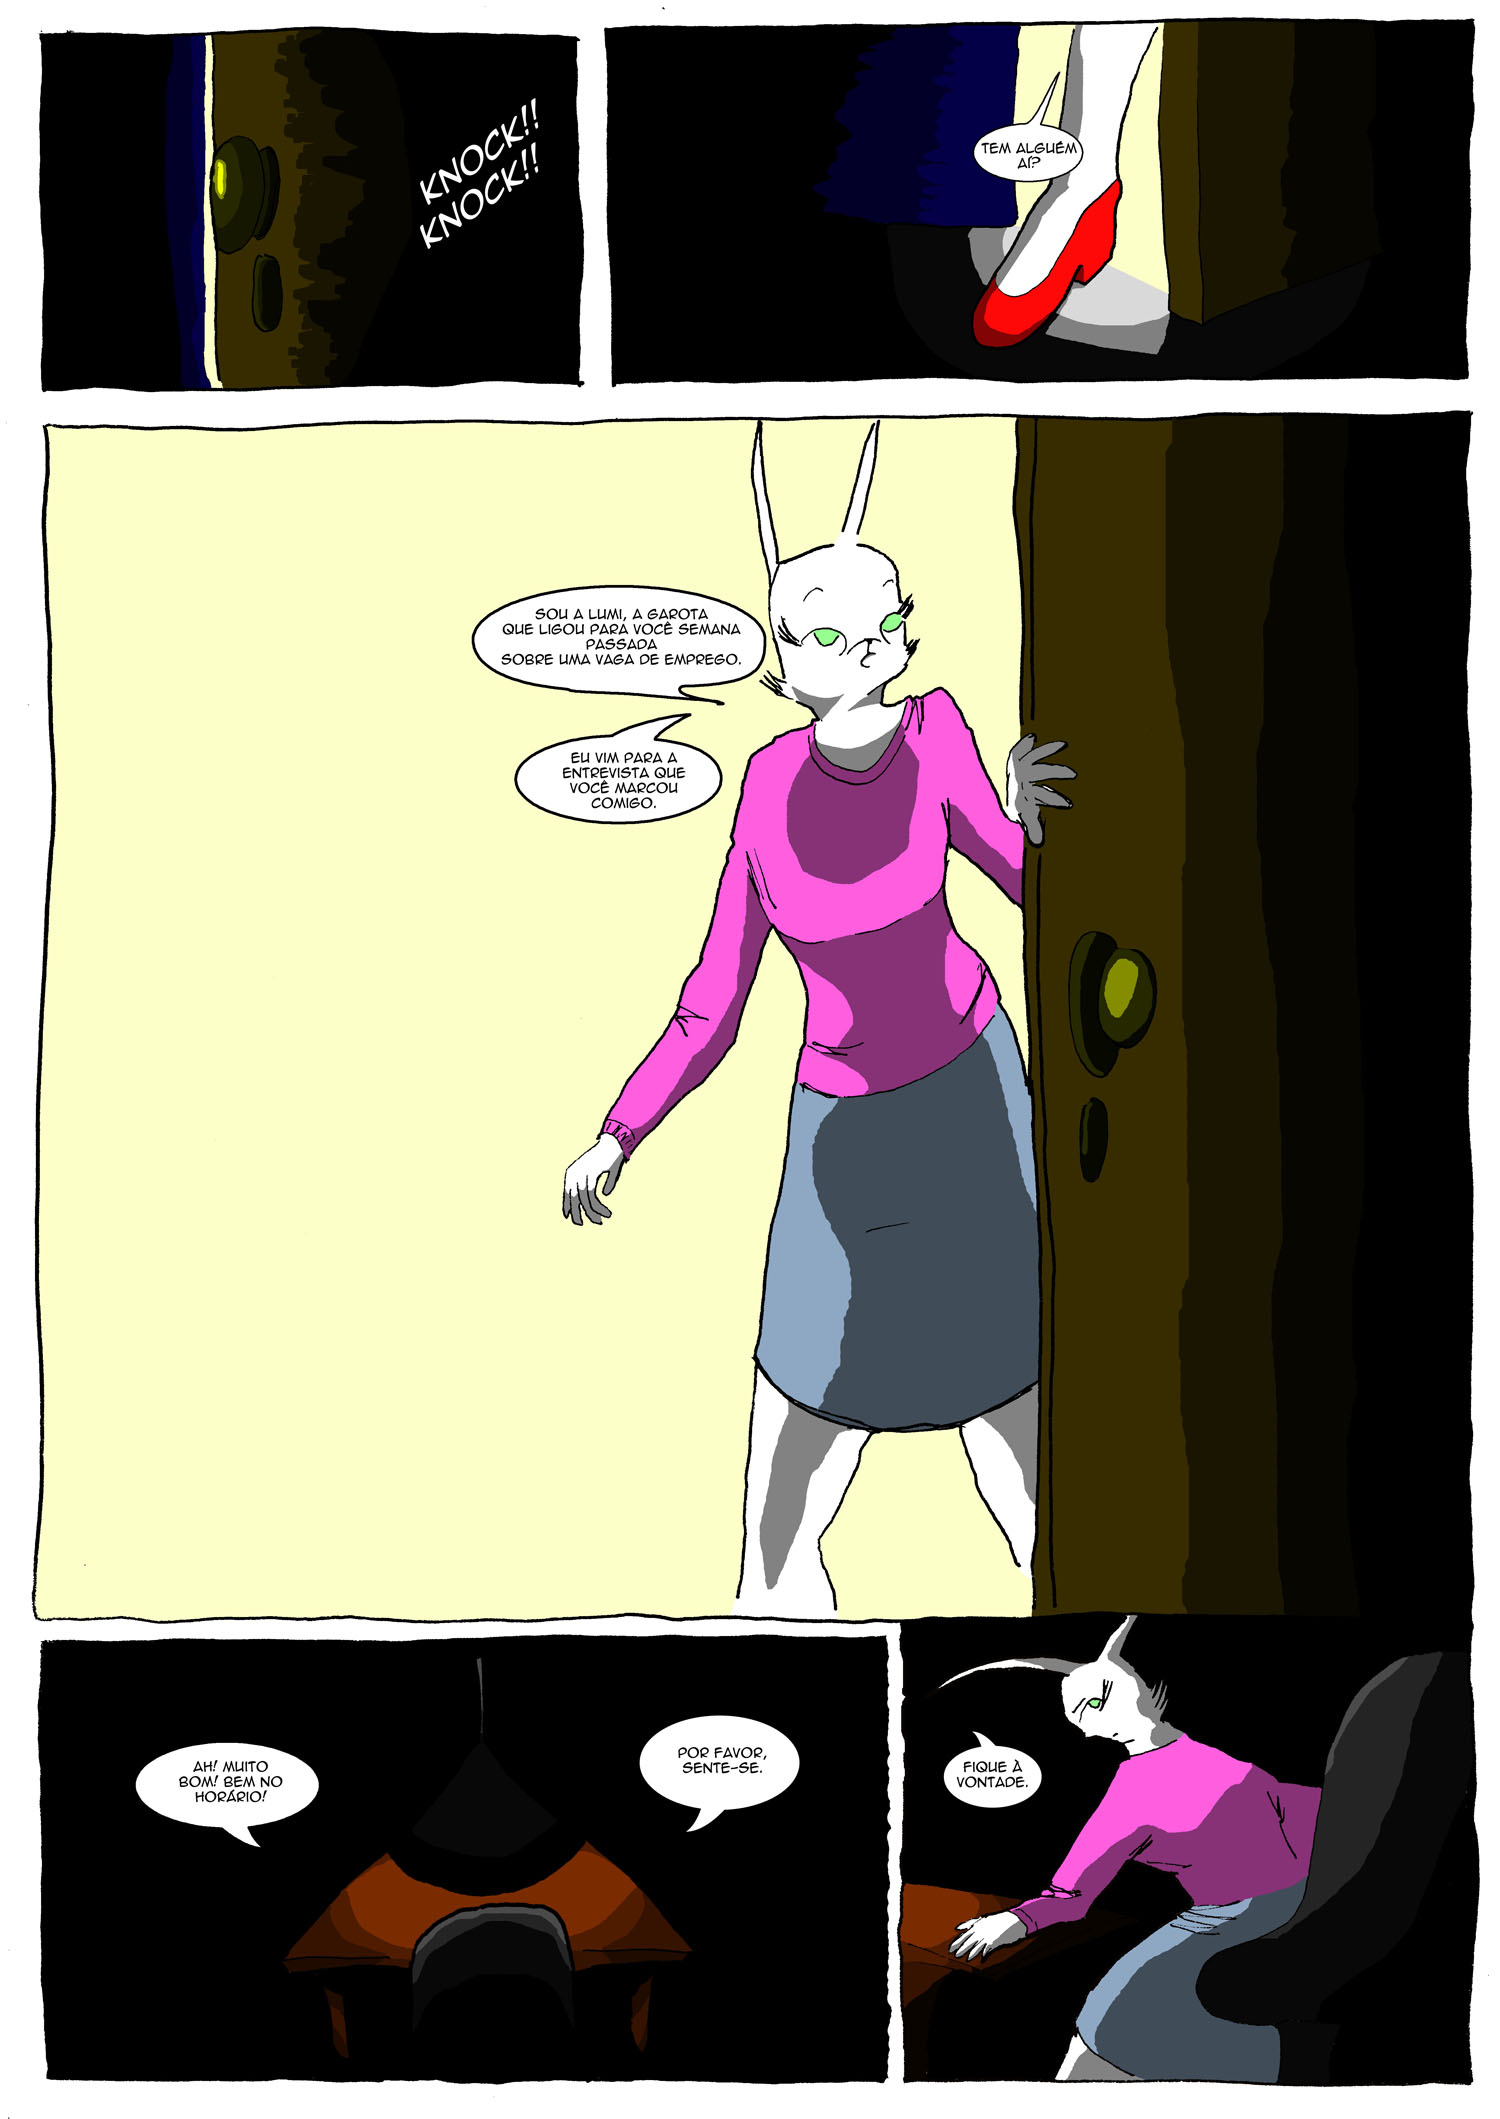 KNOCK!!
KNOCK!!
TEM ALGUÉM
AÍ?
SOU A LUMI, A GAROTA
QUE LIGOU PARA VOCÊ SEMANA
PASSADA
SOBRE UMA VAGA DE EMPREGO.
EU VIM PARA A
ENTREVISTA QUE
VOCÊ MARCOU
COMIGO.
AH! MUITO
BOM! BEM NO
HORÁRIO!
POR FAVOR,
SENTE-SE.
FIQUE À
VONTADE.